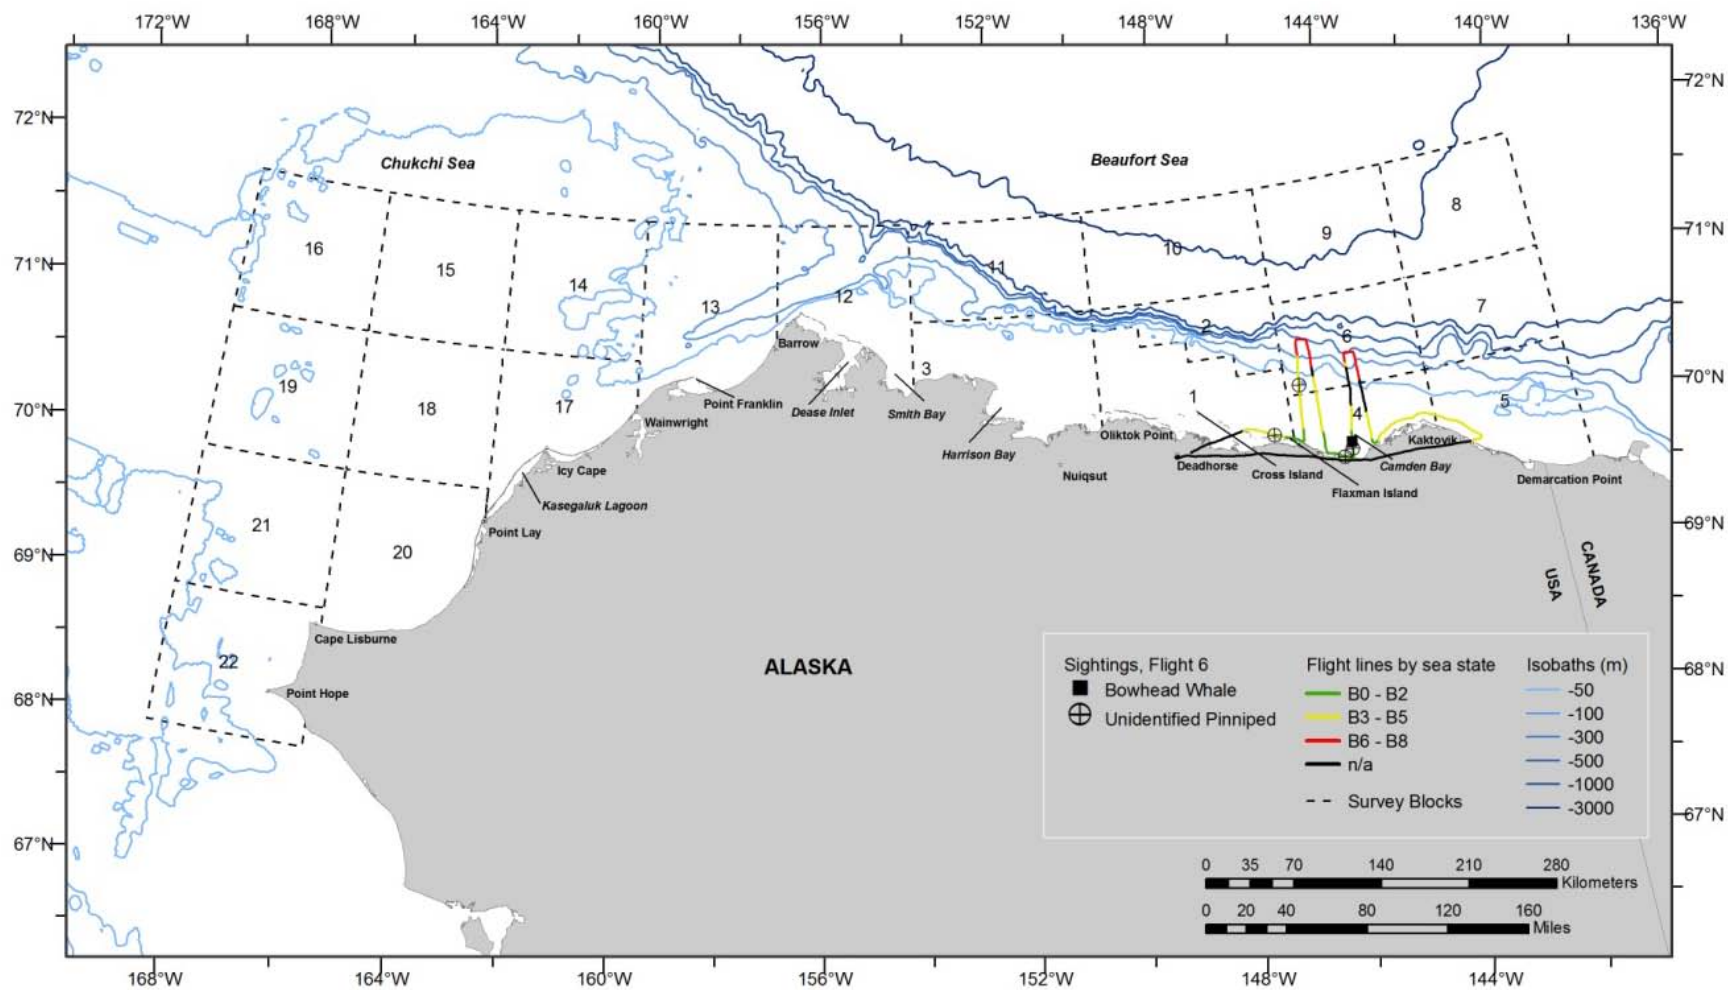 172°W 168°W 164°W 160°W 156°W 152°W 148°W 144°W 140°W 136°W
72°N
72°N
Chukchi Sea
Beaufort Sea
8
9
71°N
16
10
71°N
15
11
14
12
13
7
2
6
Barrow
3
70°N
19
18
17
Point Franklin
Dease Inlet
Smith Bay
1
4
5
70°N
Wainwright
Harrison Bay
Oliktok Point
Kaktovik
Icy Cape
Nuiqsut
Deadhorse
Cross Island
Camden Bay
Flaxman Island
Demarcation Point
Kasegaluk Lagoon
21
Point Lay
69°N
69°N
20
USA
CANADA
Cape Lisburne
22
ALASKA
68°N
Point Hope
68°N
Sightings, Flight 6
Bowhead Whale
Unidentified Pinniped
Flight lines by sea state
B0 - B2
B3 - B5
B6 - B8
n/a
Survey Blocks
Isobaths (m)
-50
-100
-300
-500
-1000
-3000
67°N
67°N
0 35 70 140 210 280
Kilometers
0 20 40 80 120 160
Miles
168°W 164°W 160°W 156°W 152°W 148°W 144°W